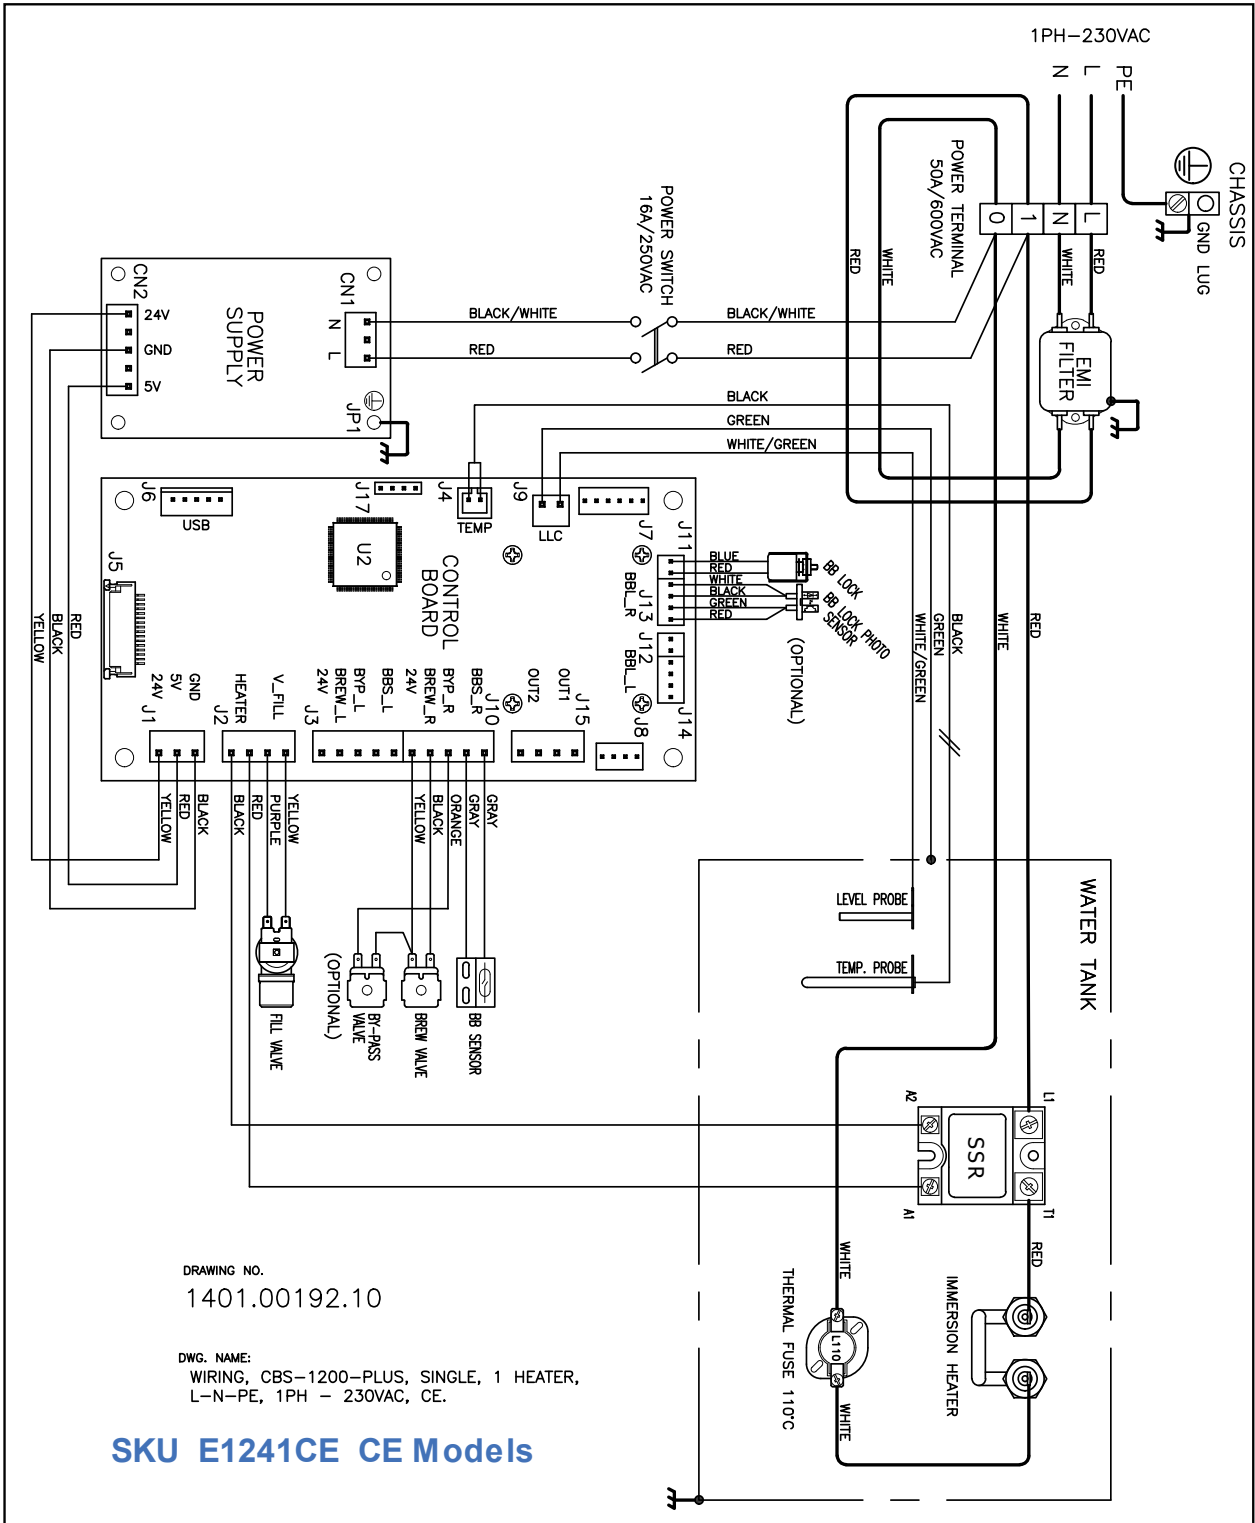 1PH-230VAC
N
L
PE
CHASSIS
GND LUG
POWER TERMINAL
50A/600VAC
0
1
N
L
RED
WHITE
WHITE
RED
EMI
FILTER
POWER SWITCH
16A/250VAC
BLACK/WHITE
RED
BLACK/WHITE
RED
CN2
24V
GND
5V
POWER
SUPPLY
CN1
N
L
JP1
BLACK
GREEN
WHITE/GREEN
J6
USB
J17
J4
TEMP
J9
LLC
J7
J5
U2
CONTROL
BOARD
J11
BBL_R
J13
J12
BBL_L
J14
BLUE
RED
WHITE
BLACK
GREEN
RED
BB LOCK
BB LOCK PHOTO
SENSOR
(OPTIONAL)
WHITE/GREEN
GREEN
BLACK
WHITE
RED
YELLOW
BLACK
RED
24V
5V
GND
J1
HEATER
V_FILL
J2
24V
BREW_L
BYP_L
BBS_L
J3
24V
BREW_R
BYP_R
BBS_R
J10
OUT2
OUT1
J15
J8
YELLOW
RED
BLACK
BLACK
RED
PURPLE
YELLOW
YELLOW
BLACK
ORANGE
GRAY
GRAY
FILL VALVE
(OPTIONAL)
BY-PASS
VALVE
BREW VALVE
BB SENSOR
WATER TANK
LEVEL PROBE
TEMP. PROBE
A2
L1
SSR
A1
T1
WHITE
RED
THERMAL FUSE 110°C
L110
IMMERSION HEATER
WHITE
DRAWING NO.
1401.00192.10
DWG. NAME:
WIRING, CBS-1200-PLUS, SINGLE, 1 HEATER,
L-N-PE, 1PH - 230VAC, CE.
SKU E1241CE CE Models